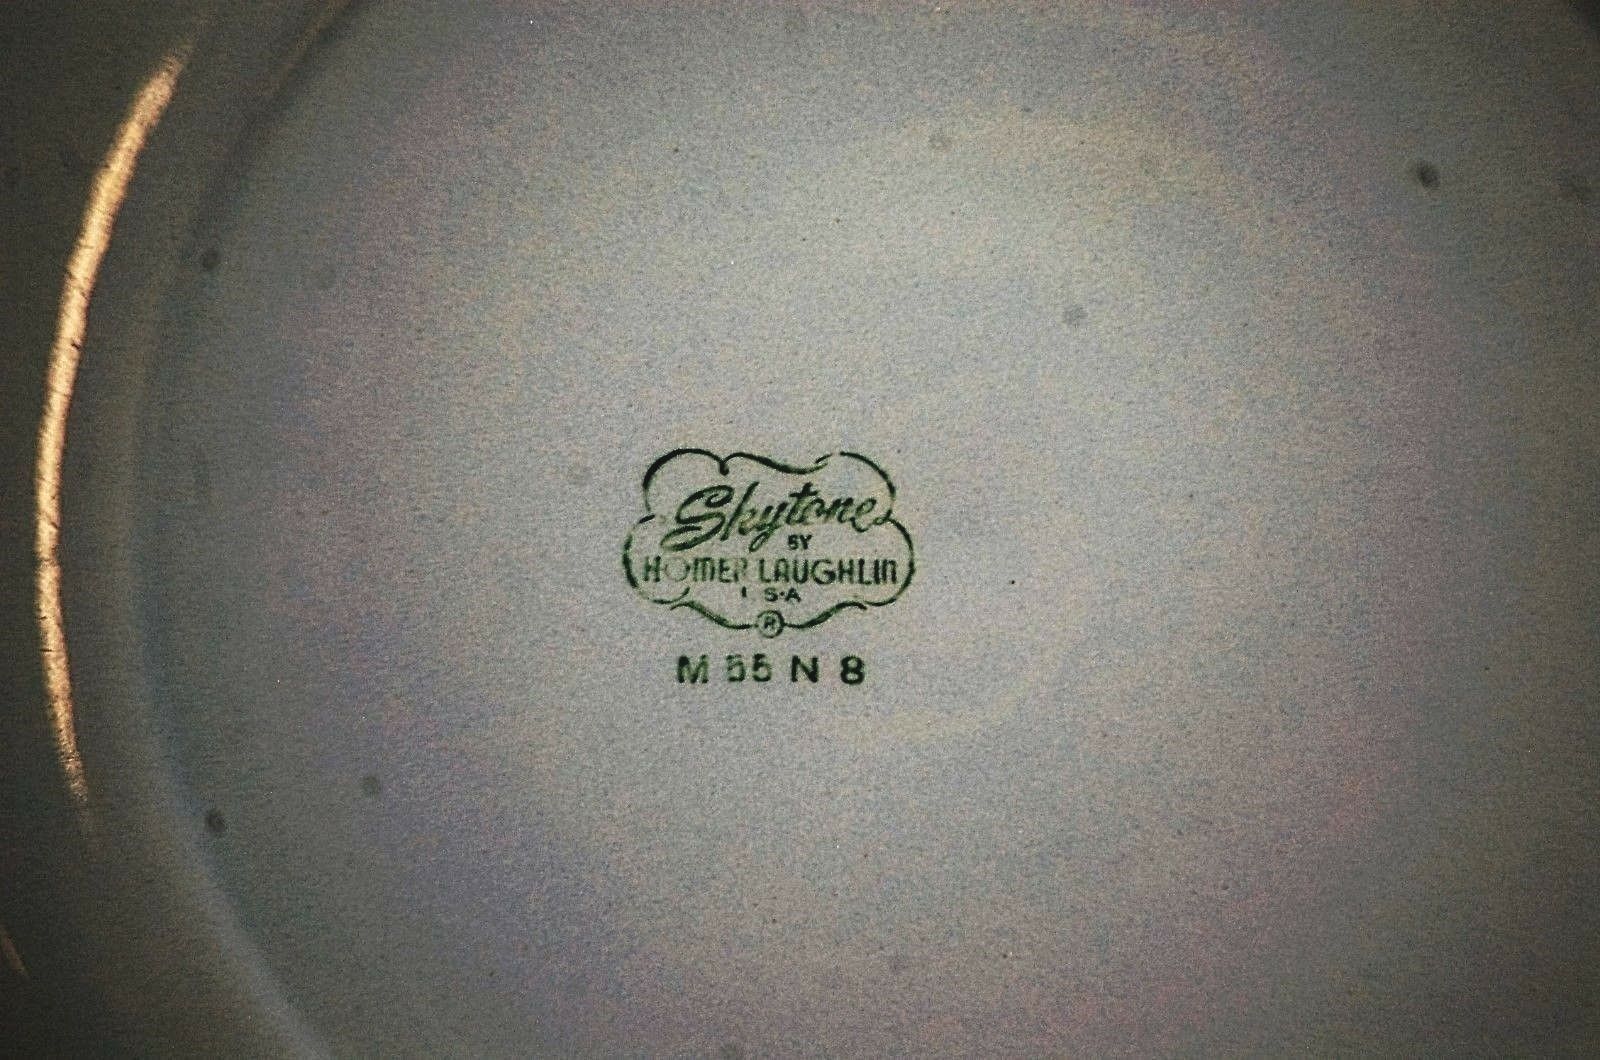 Skytone
BY
HOMER LAUGHLIN
U S·A
®
M 55 N 8